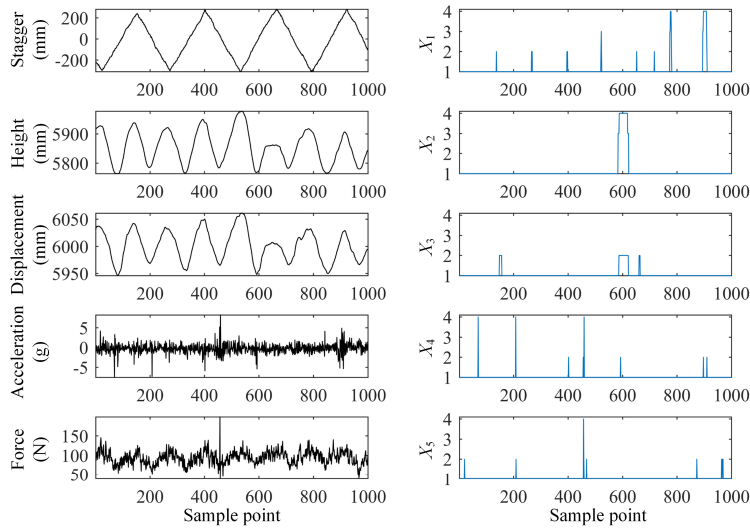 Stagger
(mm)
200
0
-200
200 400 600 800 1000
X1
4
3
2
1
200 400 600 800 1000
Height
(mm)
5900
5800
200 400 600 800 1000
X2
4
3
2
1
200 400 600 800 1000
Displacement
(mm)
6050
6000
5950
200 400 600 800 1000
X3
4
3
2
1
200 400 600 800 1000
Acceleration
(g)
5
0
-5
200 400 600 800 1000
X4
4
3
2
1
200 400 600 800 1000
Force
(N)
150
100
50
200 400 600 800 1000
Sample point
X5
4
3
2
1
200 400 600 800 1000
Sample point